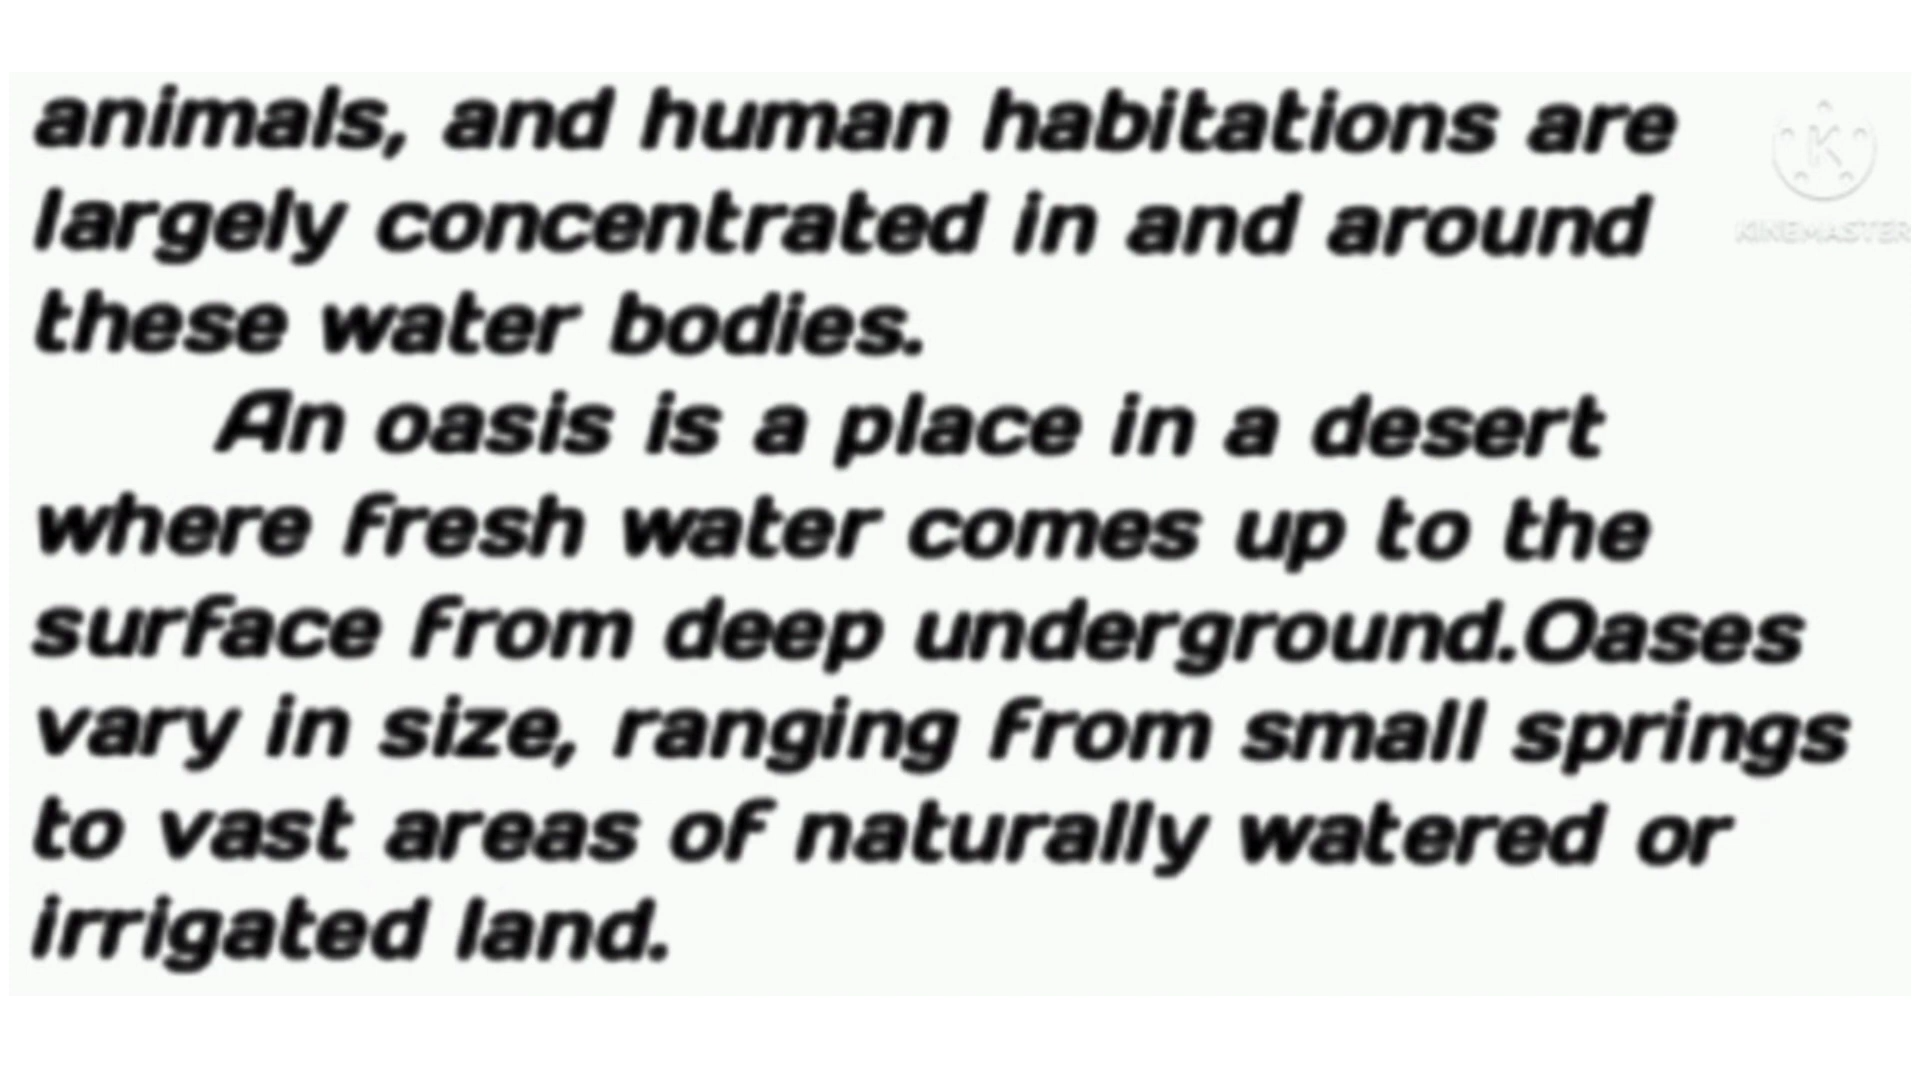 animals, and human habitations are
largely concentrated in and around
these water bodies.
An oasis is a place in a desert
where fresh water comes up to the
surface from deep underground.Oases
vary in size, ranging from small springs
to vast areas of naturally watered or
irrigated land.
K
KINEMASTER